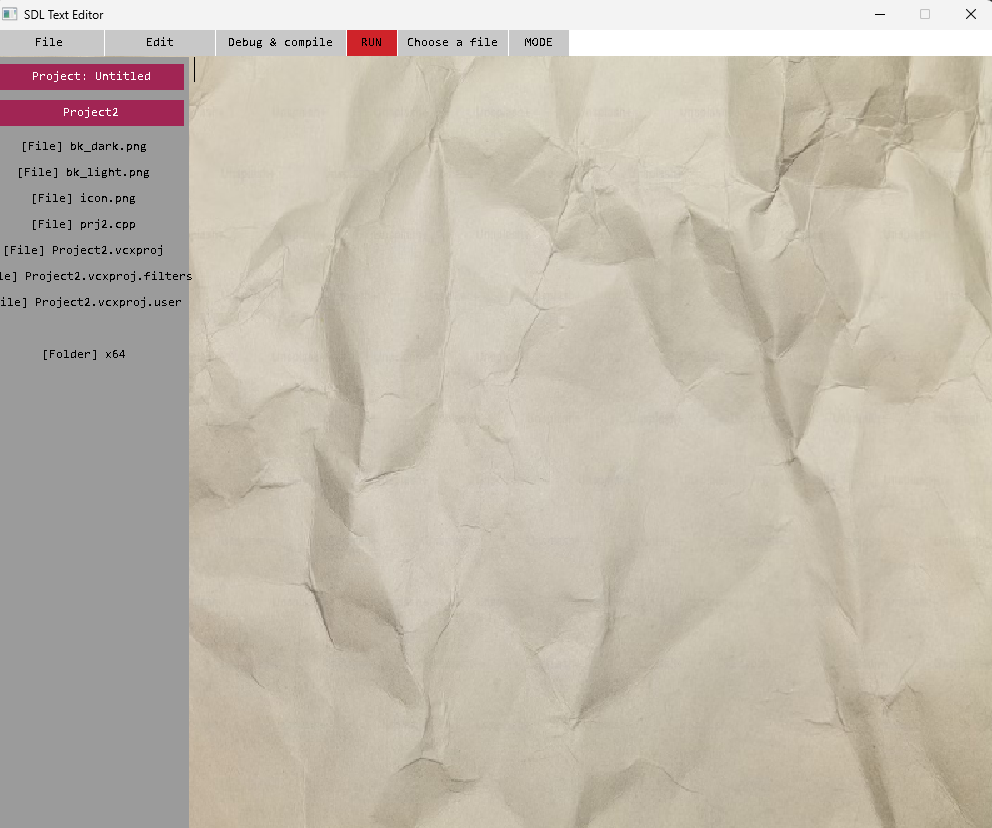 SDL Text Editor
File Edit Debug & compile RUN Choose a file MODE
Project: Untitled
Project2
[File] bk_dark.png
[File] bk_light.png
[File] icon.png
[File] prj2.cpp
[File] Project2.vcxproj
le] Project2.vcxproj.filters
ile] Project2.vcxproj.user
[Folder] x64